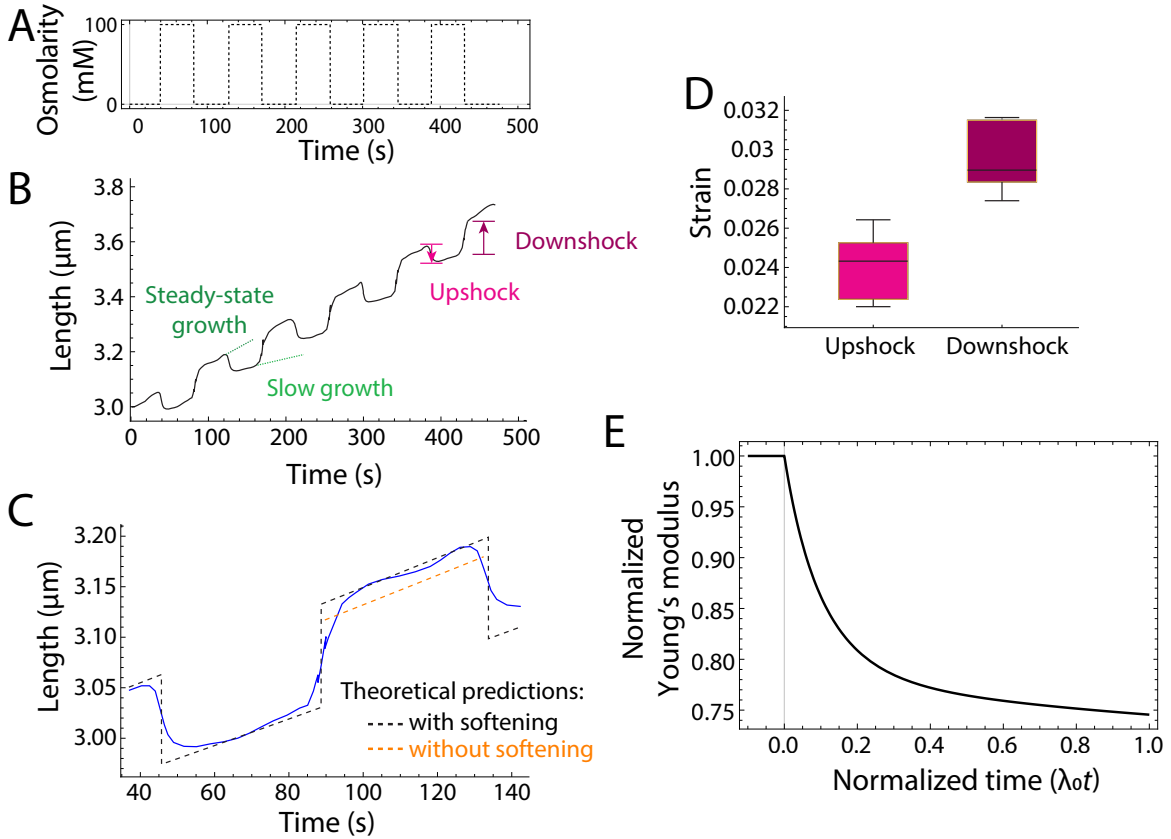 A
Osmolarity
(mM)
100
0
0 100 200 300 400 500
Time (s)
B
Length (μm)
3.8
3.6
3.4
3.2
3.0
Steady-state
growth
Slow growth
Upshock
Downshock
0 100 200 300 400 500
Time (s)
C
Length (μm)
3.20
3.15
3.10
3.05
3.00
Theoretical predictions:
with softening
without softening
40 60 80 100 120 140
Time (s)
D
Strain
0.032
0.03
0.028
0.026
0.024
0.022
Upshock Downshock
E
Normalized
Young's modulus
1.00
0.95
0.90
0.85
0.80
0.75
0.0 0.2 0.4 0.6 0.8 1.0
Normalized time (λ₀t)